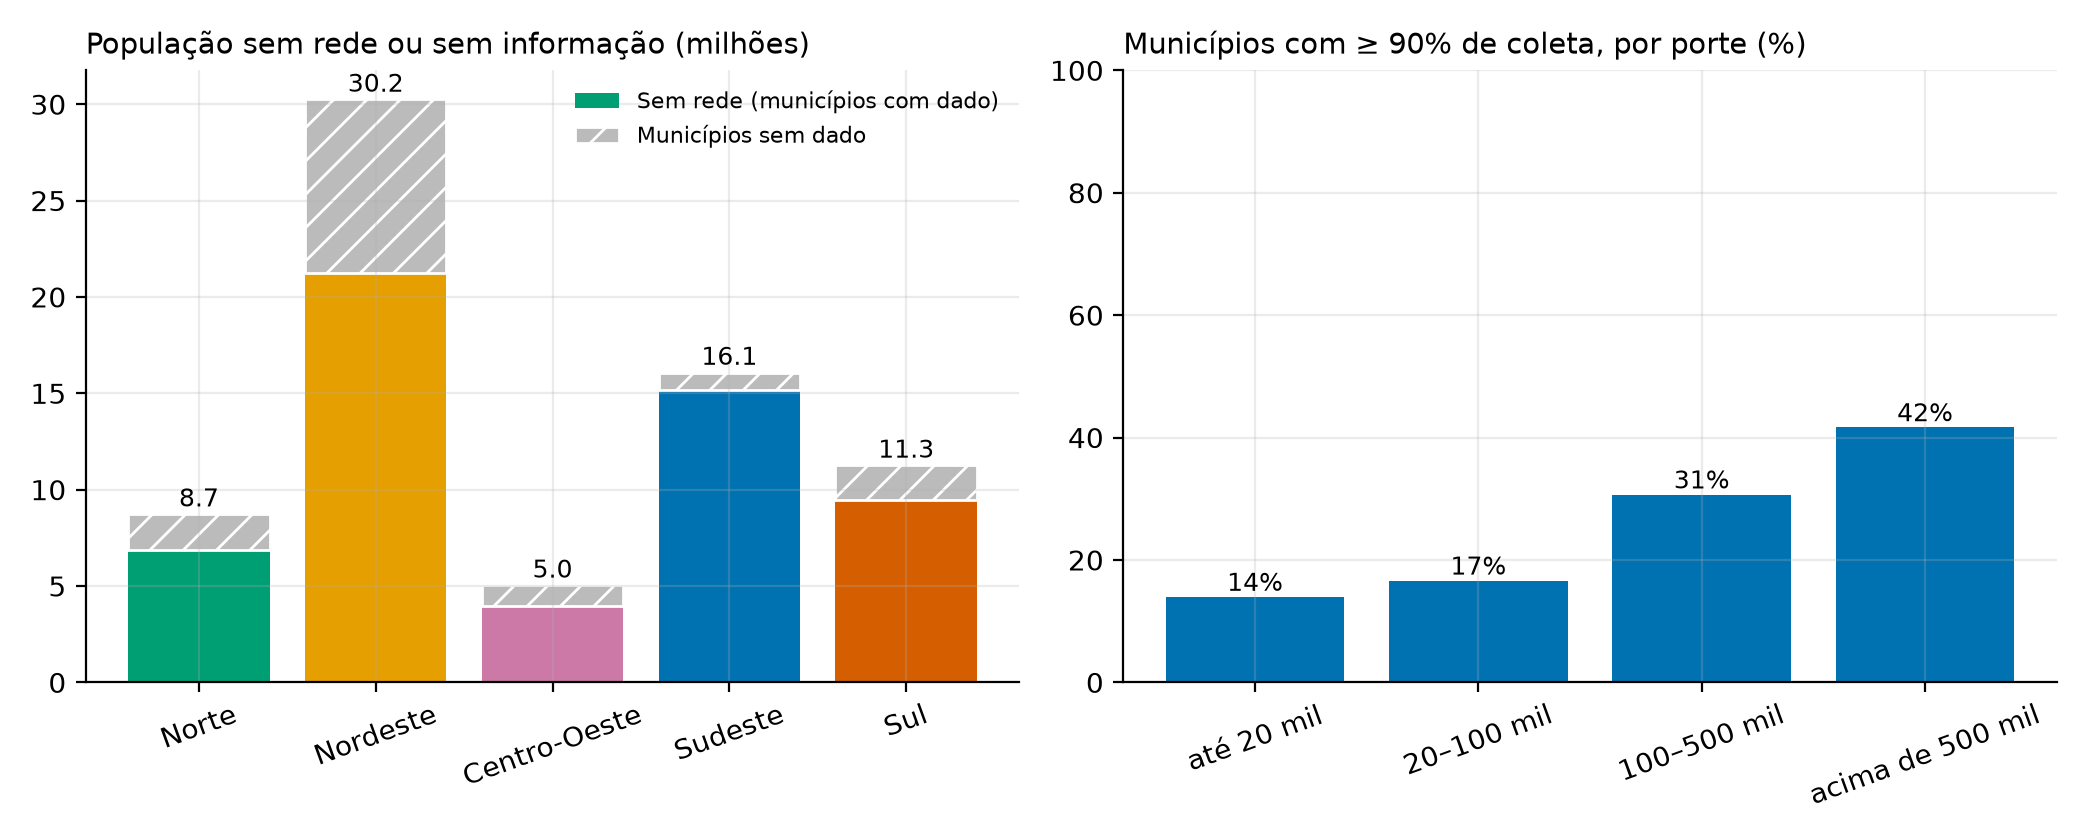 População sem rede ou sem informação (milhões)
30
25
20
15
10
5
0
8.7
30.2
5.0
16.1
11.3
Sem rede (municípios com dado)
Municípios sem dado
Norte
Nordeste
Centro-Oeste
Sudeste
Sul
Municípios com ≥ 90% de coleta, por porte (%)
100
80
60
40
20
0
14%
17%
31%
42%
até 20 mil
20–100 mil
100–500 mil
acima de 500 mil